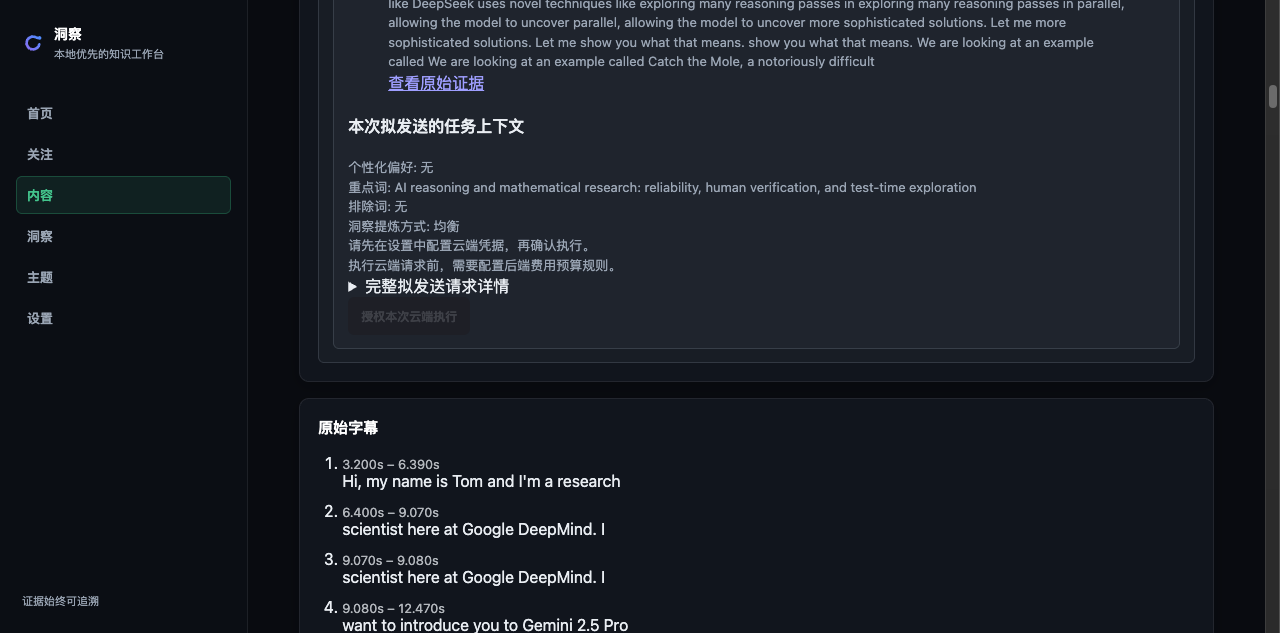 洞察
本地优先的知识工作台
首页
关注
内容
洞察
主题
设置
证据始终可追溯
like DeepSeek uses novel techniques like exploring many reasoning passes in exploring many reasoning passes in parallel,
allowing the model to uncover parallel, allowing the model to uncover more sophisticated solutions. Let me more
sophisticated solutions. Let me show you what that means. show you what that means. We are looking at an example
called We are looking at an example called Catch the Mole, a notoriously difficult
查看原始证据
本次拟发送的任务上下文
个性化偏好: 无
重点词: AI reasoning and mathematical research: reliability, human verification, and test-time exploration
排除词: 无
洞察提炼方式: 均衡
请先在设置中配置云端凭据，再确认执行。
执行云端请求前，需要配置后端费用预算规则。
▶ 完整拟发送请求详情
授权本次云端执行
原始字幕
1. 3.200s – 6.390s
Hi, my name is Tom and I'm a research
2. 6.400s – 9.070s
scientist here at Google DeepMind. I
3. 9.070s – 9.080s
scientist here at Google DeepMind. I
4. 9.080s – 12.470s
want to introduce you to Gemini 2.5 Pro